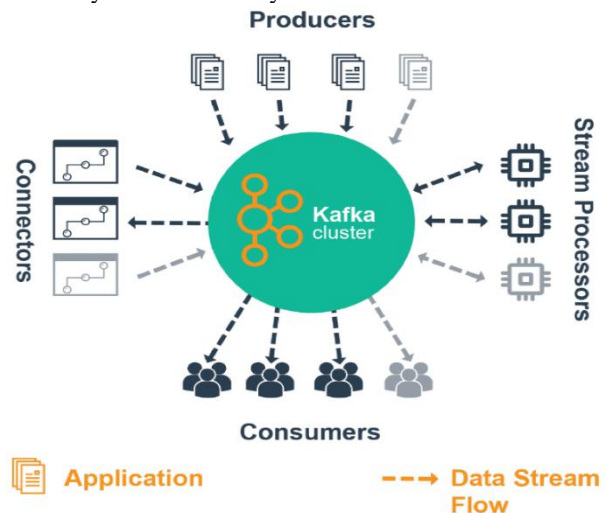 Producers
Connectors
Kafka
cluster
Stream Processors
Consumers
Application
Data Stream
Flow